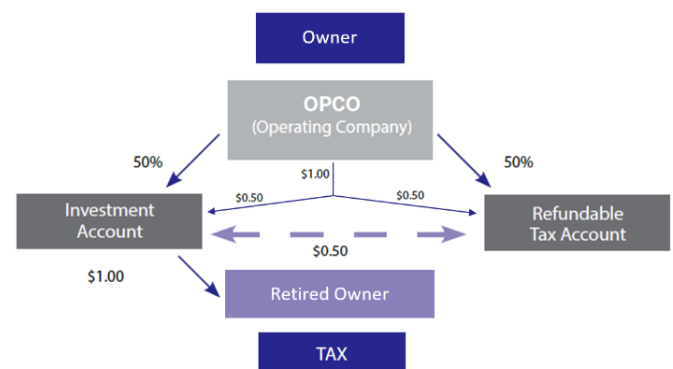 Owner
OPCO
(Operating Company)
50%
50%
$1.00
$0.50
$0.50
Investment
Account
Refundable
Tax Account
$0.50
$1.00
Retired Owner
TAX